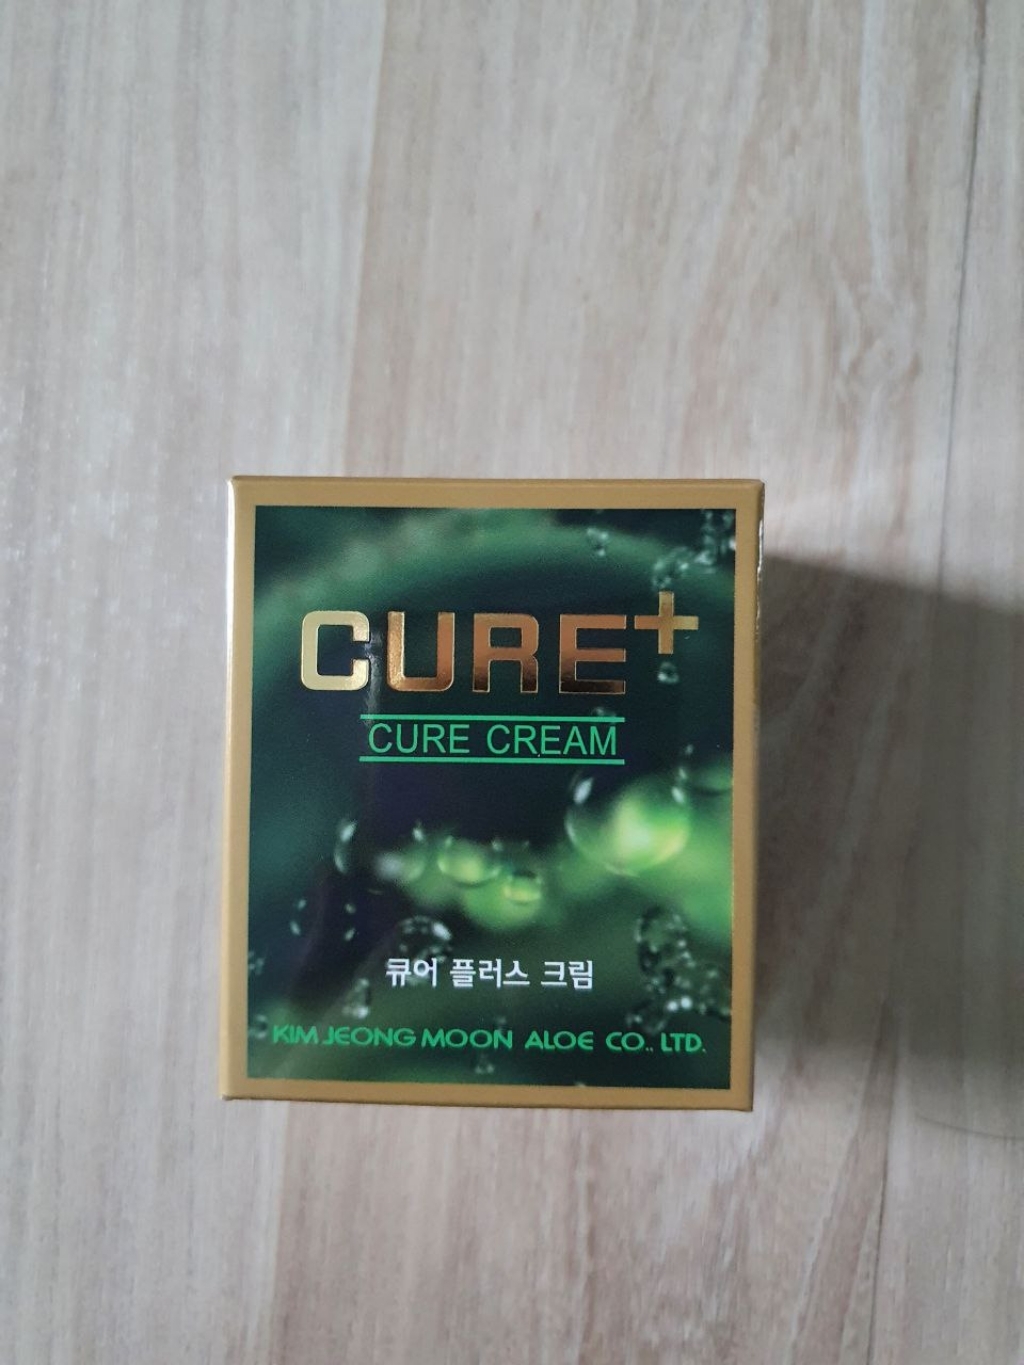 CURE+
CURE CREAM
큐어 플러스 크림
KIM JEONG MOON ALOE CO., LTD.